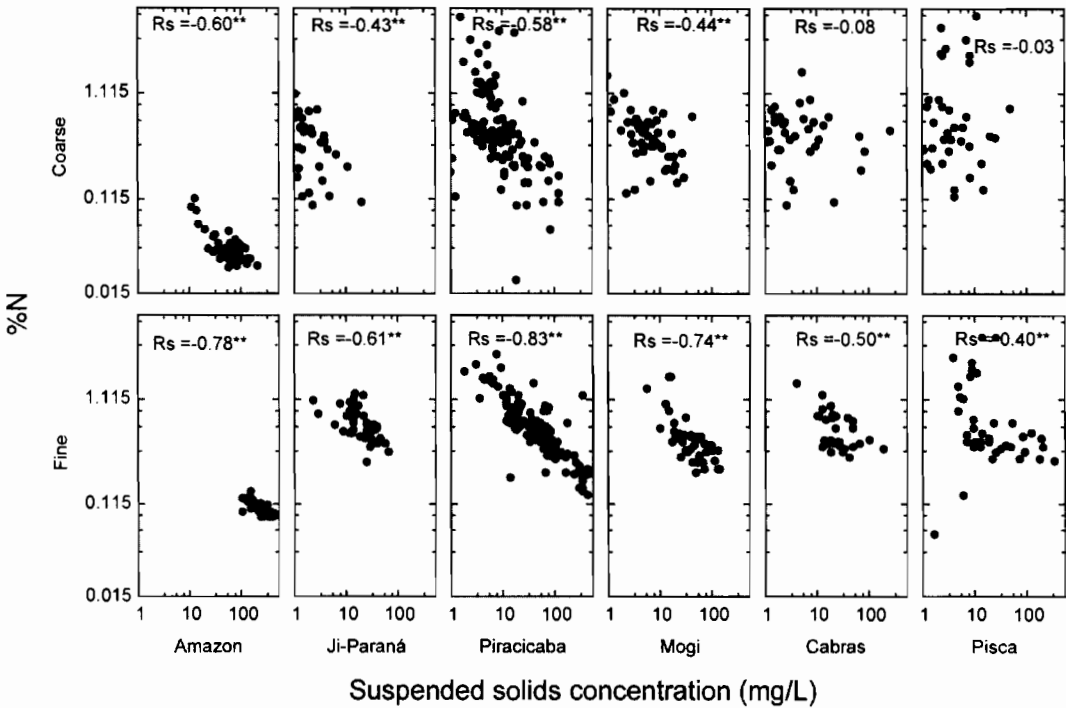 Rs =-0.60** Rs =-0.43** Rs =-0.58** Rs =-0.44** Rs =-0.08 Rs =-0.03
1.115
Coarse
0.115
0.015
%N
Rs =-0.78** Rs =-0.61** Rs =-0.83** Rs =-0.74** Rs =-0.50** Rs =-0.40**
1.115
Fine
0.115
0.015
1 10 100 1 10 100 1 10 100 1 10 100 1 10 100 1 10 100
Amazon Ji-Paraná Piracicaba Mogi Cabras Pisca
Suspended solids concentration (mg/L)